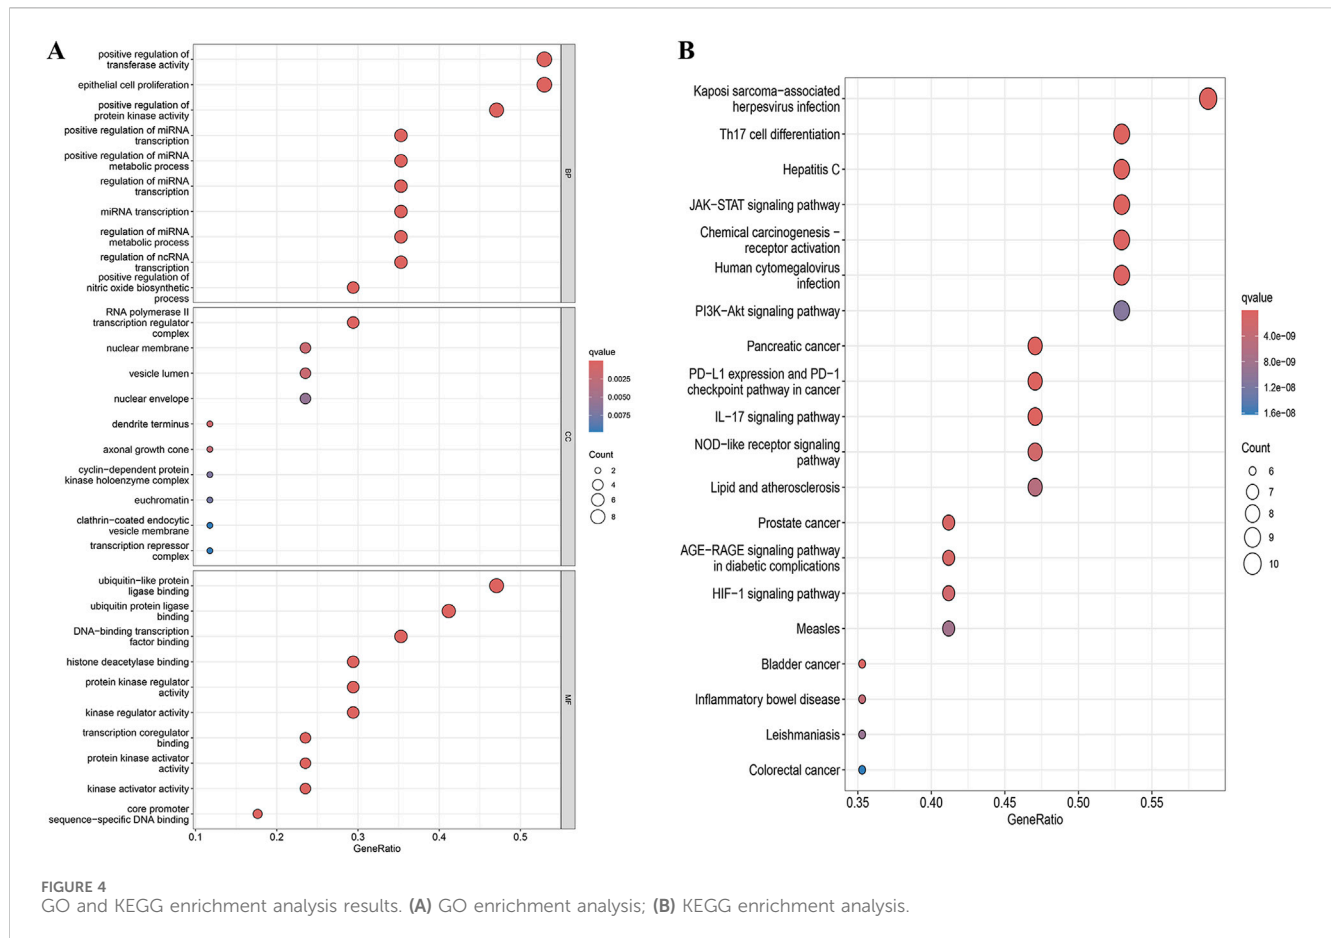 A
positive regulation of
transferase activity
epithelial cell proliferation
positive regulation of
protein kinase activity
positive regulation of miRNA
transcription
positive regulation of miRNA
metabolic process
regulation of miRNA
transcription
miRNA transcription
regulation of miRNA
metabolic process
regulation of ncRNA
transcription
positive regulation of
nitric oxide biosynthetic
process
BP
RNA polymerase II
transcription regulator
complex
nuclear membrane
vesicle lumen
nuclear envelope
dendrite terminus
axonal growth cone
cyclin−dependent protein
kinase holoenzyme complex
euchromatin
clathrin−coated endocytic
vesicle membrane
transcription repressor
complex
CC
ubiquitin−like protein
ligase binding
ubiquitin protein ligase
binding
DNA−binding transcription
factor binding
histone deacetylase binding
protein kinase regulator
activity
kinase regulator activity
transcription coregulator
binding
protein kinase activator
activity
kinase activator activity
core promoter
sequence−specific DNA binding
MF
0.1 0.2 0.3 0.4 0.5
GeneRatio
qvalue
0.0025
0.0050
0.0075
Count
2
4
6
8
B
Kaposi sarcoma−associated
herpesvirus infection
Th17 cell differentiation
Hepatitis C
JAK−STAT signaling pathway
Chemical carcinogenesis −
receptor activation
Human cytomegalovirus
infection
PI3K−Akt signaling pathway
Pancreatic cancer
PD−L1 expression and PD−1
checkpoint pathway in cancer
IL−17 signaling pathway
NOD−like receptor signaling
pathway
Lipid and atherosclerosis
Prostate cancer
AGE−RAGE signaling pathway
in diabetic complications
HIF−1 signaling pathway
Measles
Bladder cancer
Inflammatory bowel disease
Leishmaniasis
Colorectal cancer
0.35 0.40 0.45 0.50 0.55
GeneRatio
qvalue
4.0e−09
8.0e−09
1.2e−08
1.6e−08
Count
6
7
8
9
10
FIGURE 4
GO and KEGG enrichment analysis results. (A) GO enrichment analysis; (B) KEGG enrichment analysis.